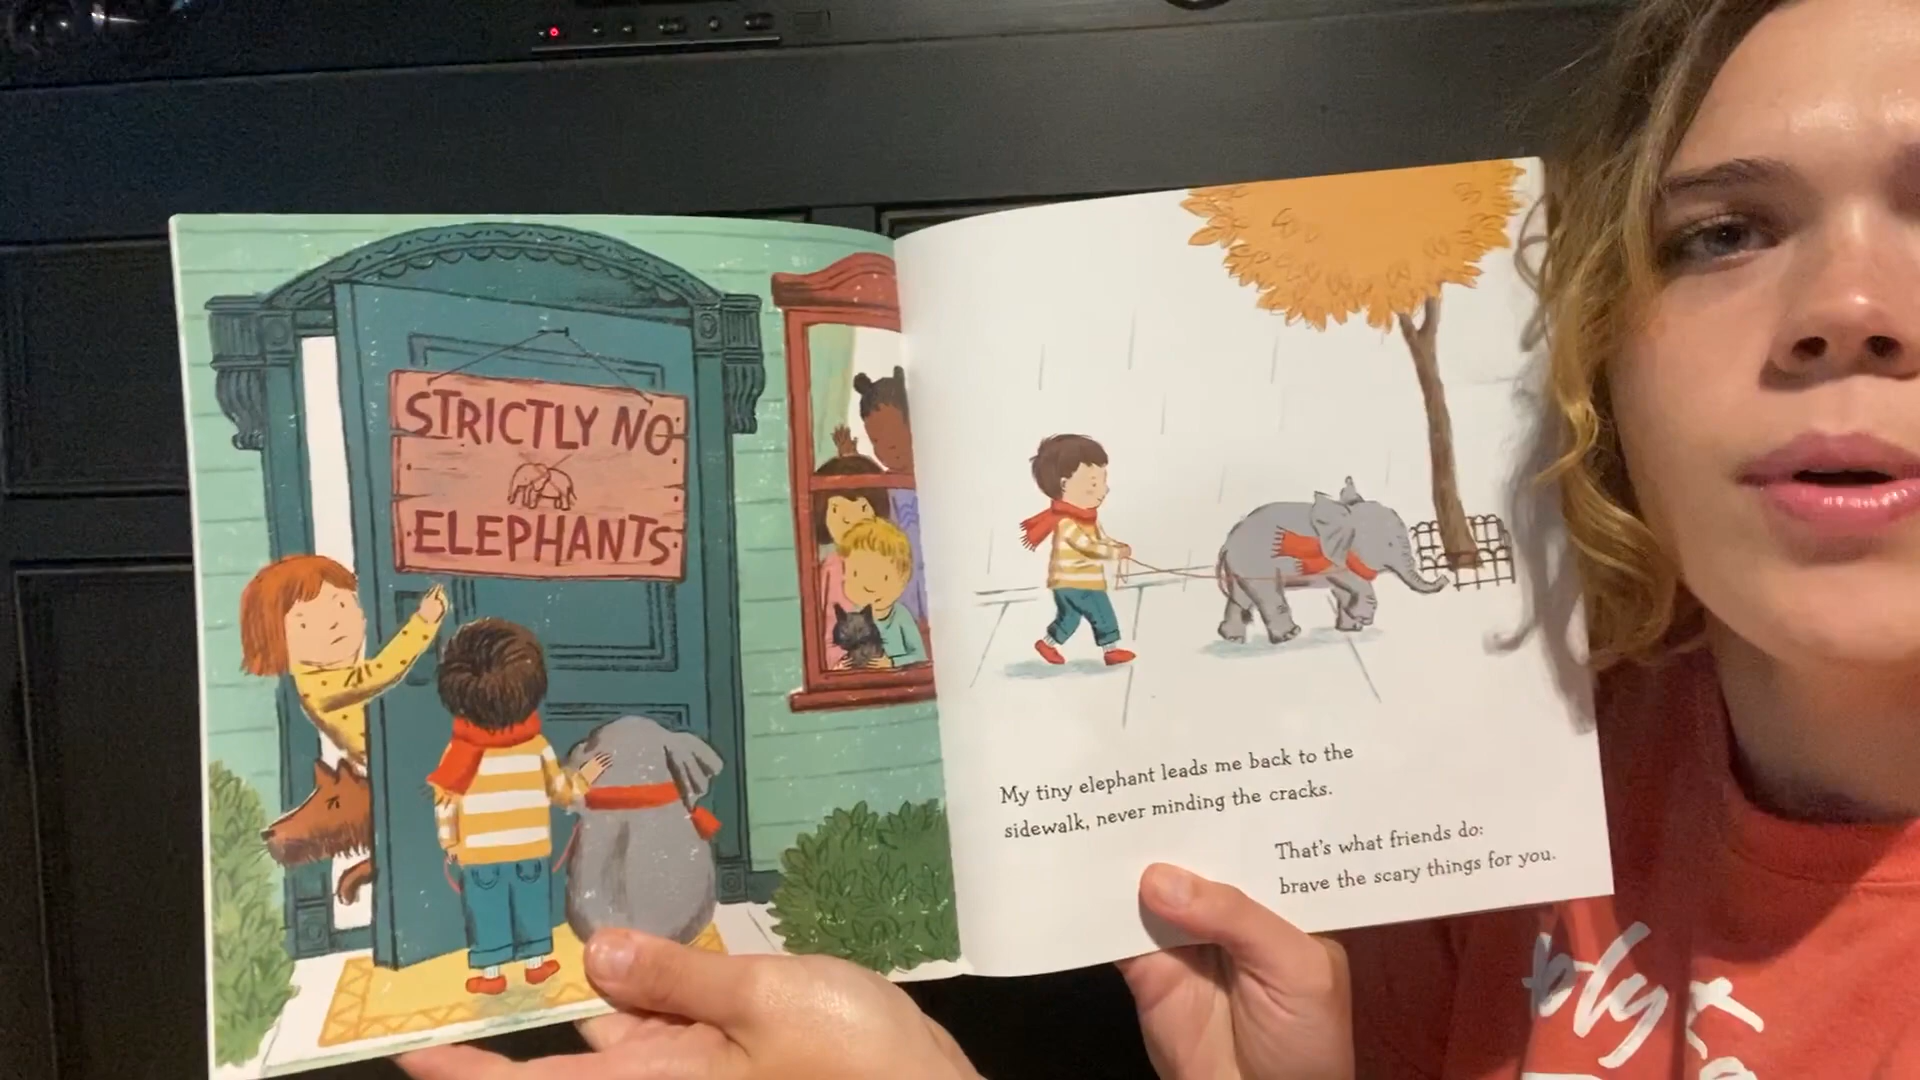 STRICTLY NO
ELEPHANTS
My tiny elephant leads me back to the
sidewalk, never minding the cracks.
That's what friends do:
brave the scary things for you.